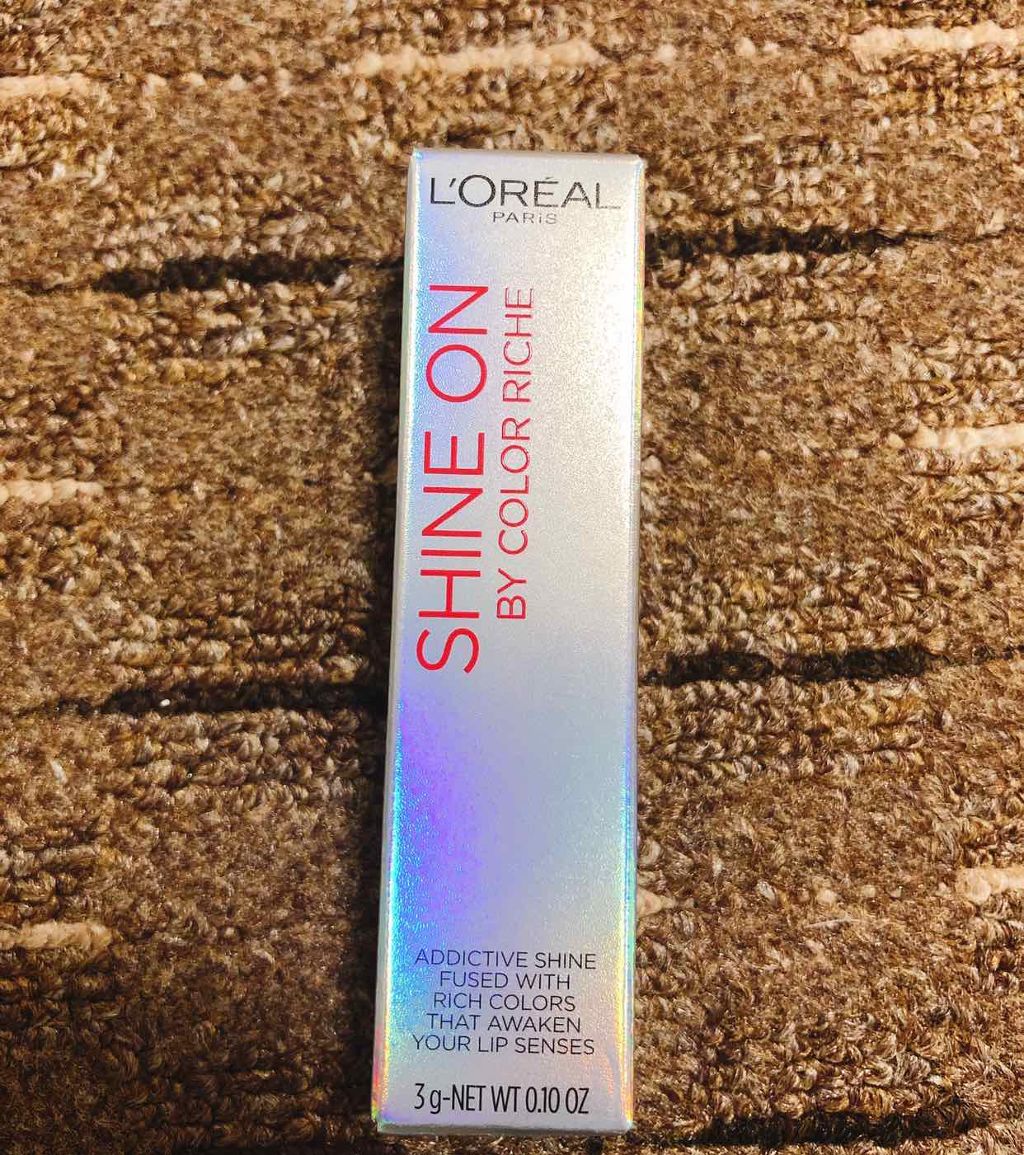 L'ORÉAL
PARiS
SHINE ON
BY COLOR RICHE
ADDICTIVE SHINE
FUSED WITH
RICH COLORS
THAT AWAKEN
YOUR LIP SENSES
3 g-NET WT 0.10 OZ